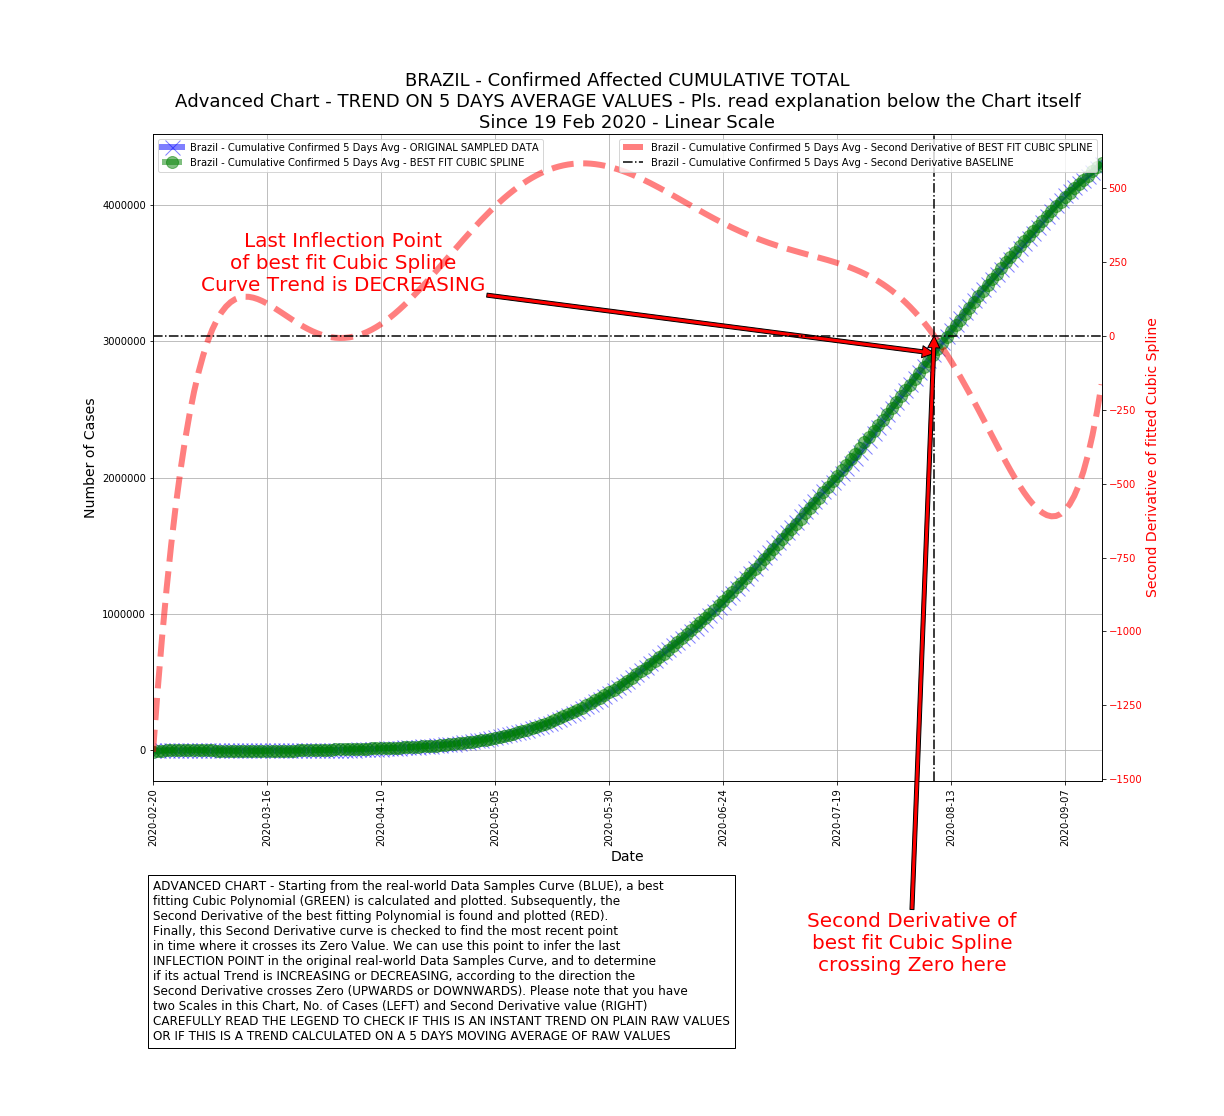 BRAZIL - Confirmed Affected CUMULATIVE TOTAL
Advanced Chart - TREND ON 5 DAYS AVERAGE VALUES - Pls. read explanation below the Chart itself
Since 19 Feb 2020 - Linear Scale
Brazil - Cumulative Confirmed 5 Days Avg - ORIGINAL SAMPLED DATA
Brazil - Cumulative Confirmed 5 Days Avg - BEST FIT CUBIC SPLINE
Brazil - Cumulative Confirmed 5 Days Avg - Second Derivative of BEST FIT CUBIC SPLINE
Brazil - Cumulative Confirmed 5 Days Avg - Second Derivative BASELINE
Last Inflection Point
of best fit Cubic Spline
Curve Trend is DECREASING
Number of Cases
4000000
3000000
2000000
1000000
0
500
250
0
−250
−500
−750
−1000
−1250
−1500
Second Derivative of fitted Cubic Spline
2020-02-20
2020-03-16
2020-04-10
2020-05-05
2020-05-30
2020-06-24
2020-07-19
2020-08-13
2020-09-07
Date
Second Derivative of
best fit Cubic Spline
crossing Zero here
ADVANCED CHART - Starting from the real-world Data Samples Curve (BLUE), a best
fitting Cubic Polynomial (GREEN) is calculated and plotted. Subsequently, the
Second Derivative of the best fitting Polynomial is found and plotted (RED).
Finally, this Second Derivative curve is checked to find the most recent point
in time where it crosses its Zero Value. We can use this point to infer the last
INFLECTION POINT in the original real-world Data Samples Curve, and to determine
if its actual Trend is INCREASING or DECREASING, according to the direction the
Second Derivative crosses Zero (UPWARDS or DOWNWARDS). Please note that you have
two Scales in this Chart, No. of Cases (LEFT) and Second Derivative value (RIGHT)
CAREFULLY READ THE LEGEND TO CHECK IF THIS IS AN INSTANT TREND ON PLAIN RAW VALUES
OR IF THIS IS A TREND CALCULATED ON A 5 DAYS MOVING AVERAGE OF RAW VALUES